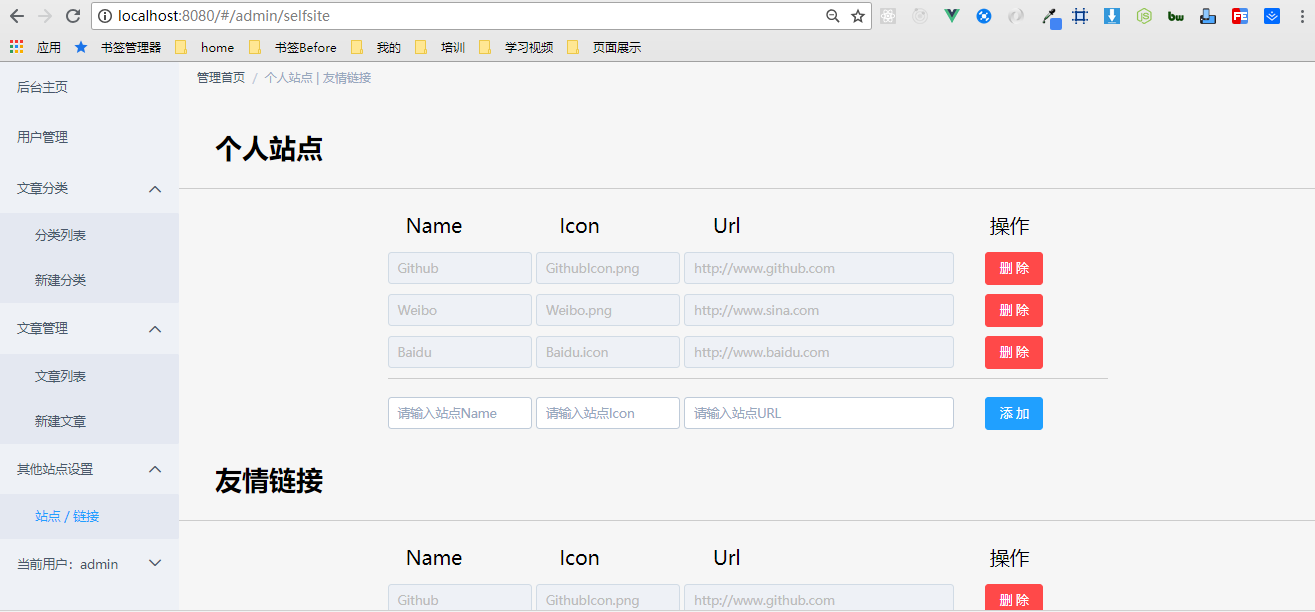 localhost:8080/#/admin/selfsite
应用 书签管理器 home 书签Before 我的 培训 学习视频 页面展示
后台主页
用户管理
文章分类
分类列表
新建分类
文章管理
文章列表
新建文章
其他站点设置
站点 / 链接
当前用户：admin
管理首页 / 个人站点 | 友情链接
个人站点
Name Icon Url 操作
Github GithubIcon.png http://www.github.com 删 除
Weibo Weibo.png http://www.sina.com 删 除
Baidu Baidu.icon http://www.baidu.com 删 除
请输入站点Name 请输入站点Icon 请输入站点URL 添 加
友情链接
Name Icon Url 操作
Github GithubIcon.png http://www.github.com 删 除